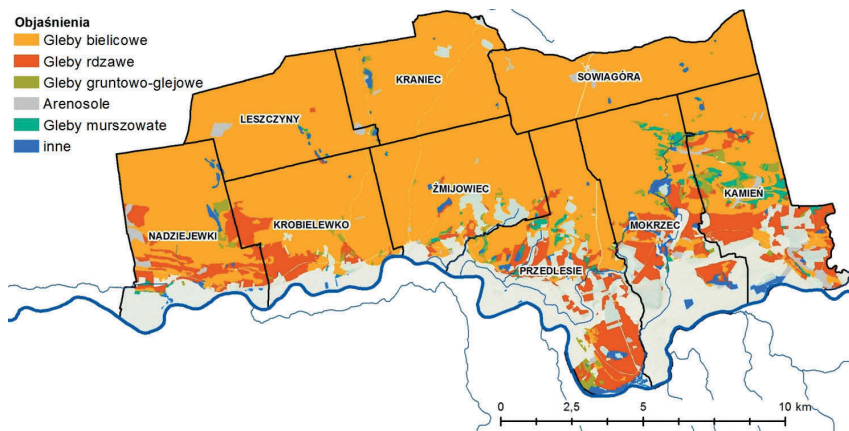 Objaśnienia
Gleby bielicowe
Gleby rdzawe
Gleby gruntowo-glejowe
Arenosole
Gleby murszowate
inne
KRANIEC
SOWIAGÓRA
LESZCZYNY
ŻMIJOWIEC
KAMIEŃ
NADZIEJEWKI
KROBIELEWKO
MOKRZEC
PRZEDLESIE
0 2,5 5 10 km